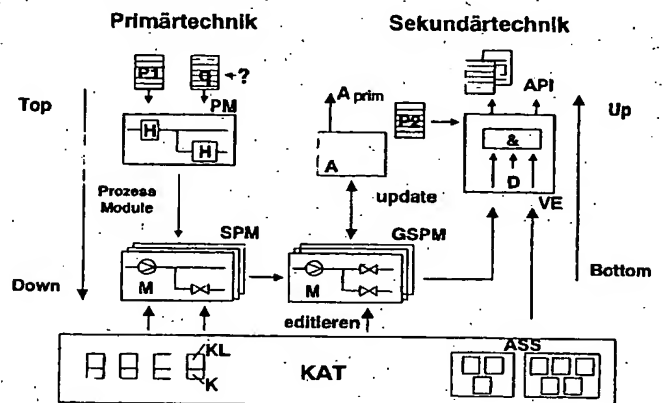 Primärtechnik Sekundärtechnik
P1 q ?
API
Top PM A prim Up
H P2
H A &
Prozess
Module update D VE
SPM GSPM
Down M M Bottom
editieren
ASS
KL
K KAT